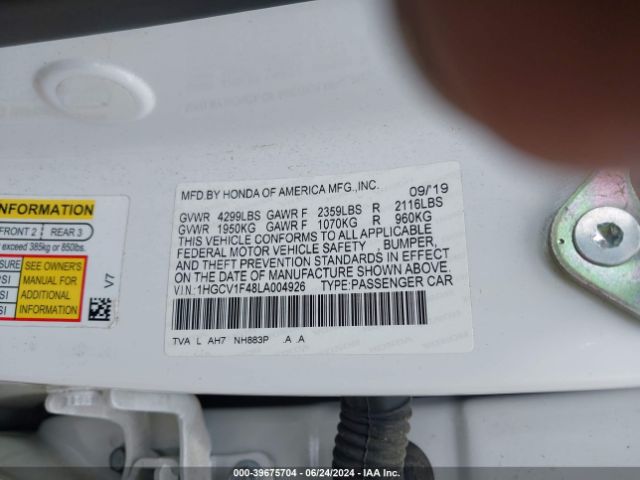 MFD BY HONDA OF AMERICA MFG.,INC. 09/'19
GVWR 4299LBS GAWR F 2359LBS R 2116LBS
GVWR 1950KG GAWR F 1070KG R 960KG
THIS VEHICLE CONFORMS TO ALL APPLICABLE
FEDERAL MOTOR VEHICLE SAFETY , BUMPER,
AND THEFT PREVENTION STANDARDS IN EFFECT
ON THE DATE OF MANUFACTURE SHOWN ABOVE.
VIN:1HGCV1F48LA004926 TYPE:PASSENGER CAR
TVA L AH7 NH883P .A .A
INFORMATION
FRONT 2 REAR 3
exceed 385kg or 850lbs.
SEE OWNER'S
MANUAL FOR
ADDITIONAL
INFORMATION
V7
000-39675704 - 06/24/2024 - IAA Inc.